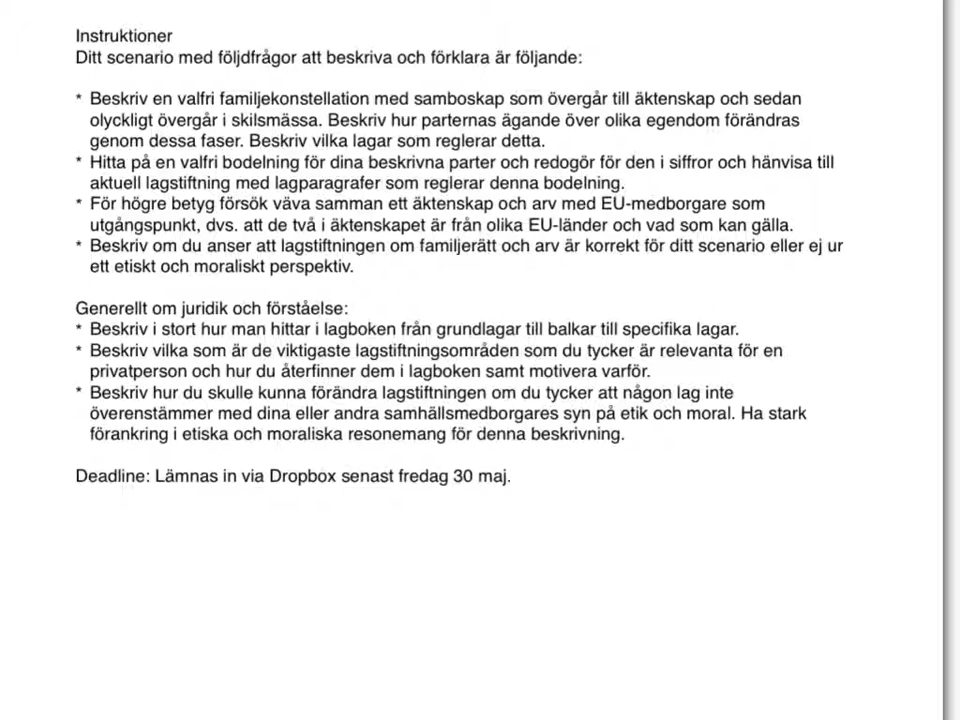 Instruktioner
Ditt scenario med följdfrågor att beskriva och förklara är följande:
* Beskriv en valfri familjekonstellation med samboskap som övergår till äktenskap och sedan
olyckligt övergår i skilsmässa. Beskriv hur parternas ägande över olika egendom förändras
genom dessa faser. Beskriv vilka lagar som reglerar detta.
* Hitta på en valfri bodelning för dina beskrivna parter och redogör för den i siffror och hänvisa till
aktuell lagstiftning med lagparagrafer som reglerar denna bodelning.
* För högre betyg försök väva samman ett äktenskap och arv med EU-medborgare som
utgångspunkt, dvs. att de två i äktenskapet är från olika EU-länder och vad som kan gälla.
* Beskriv om du anser att lagstiftningen om familjerätt och arv är korrekt för ditt scenario eller ej ur
ett etiskt och moraliskt perspektiv.
Generellt om juridik och förståelse:
* Beskriv i stort hur man hittar i lagboken från grundlagar till balkar till specifika lagar.
* Beskriv vilka som är de viktigaste lagstiftningsområden som du tycker är relevanta för en
privatperson och hur du återfinner dem i lagboken samt motivera varför.
* Beskriv hur du skulle kunna förändra lagstiftningen om du tycker att någon lag inte
överenstämmer med dina eller andra samhällsmedborgares syn på etik och moral. Ha stark
förankring i etiska och moraliska resonemang för denna beskrivning.
Deadline: Lämnas in via Dropbox senast fredag 30 maj.